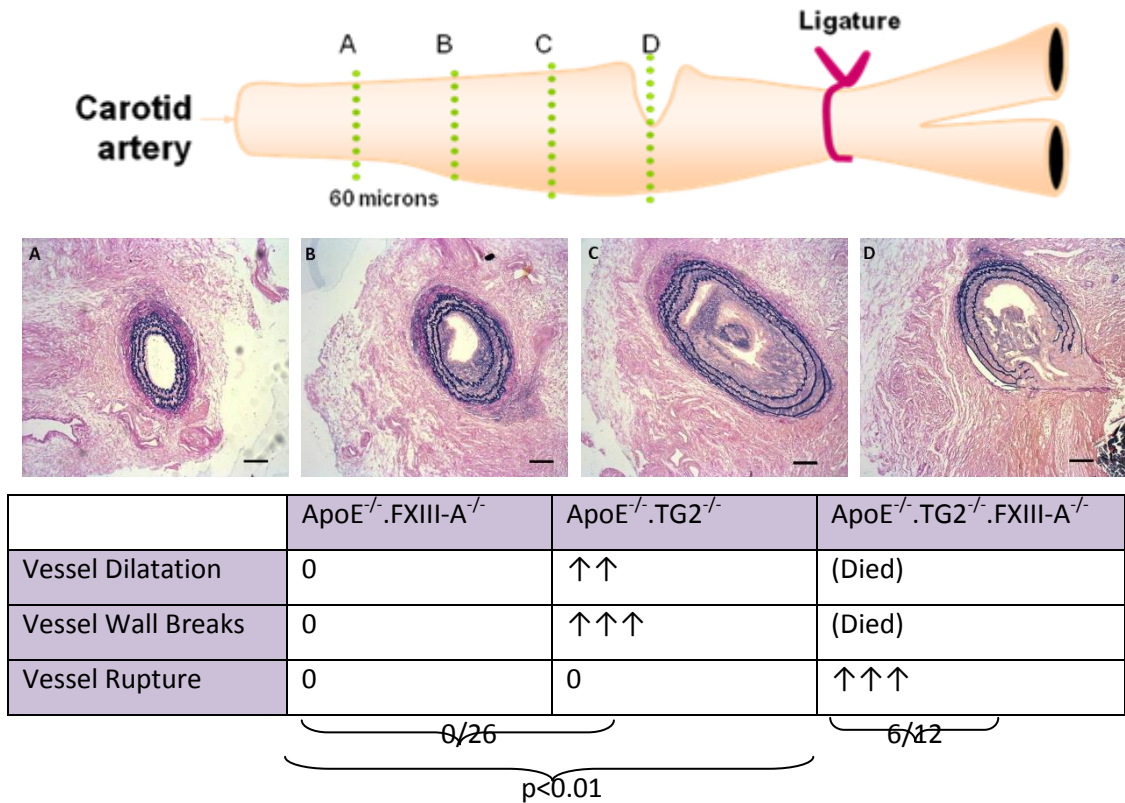 A B C D
Ligature
Carotid
artery
60 microns
A B C D
ApoE⁻/⁻.FXIII-A⁻/⁻ ApoE⁻/⁻.TG2⁻/⁻ ApoE⁻/⁻.TG2⁻/⁻.FXIII-A⁻/⁻
Vessel Dilatation 0 ↑↑ (Died)
Vessel Wall Breaks 0 ↑↑↑ (Died)
Vessel Rupture 0 0 ↑↑↑
0/26 6/12
p<0.01